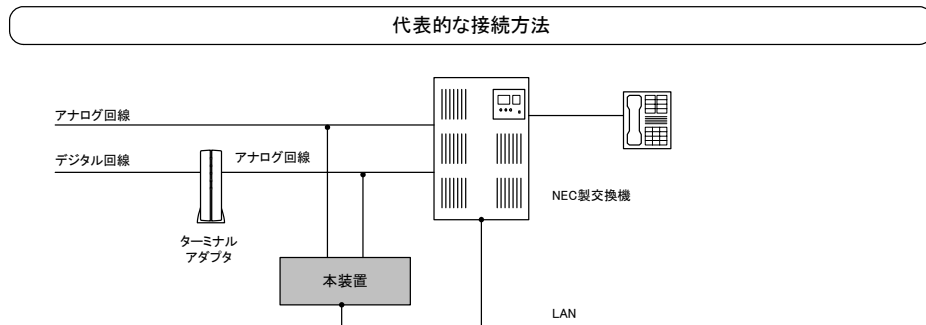 代表的な接続方法
アナログ回線
デジタル回線
アナログ回線
NEC製交換機
ターミナル
アダプタ
本装置
LAN